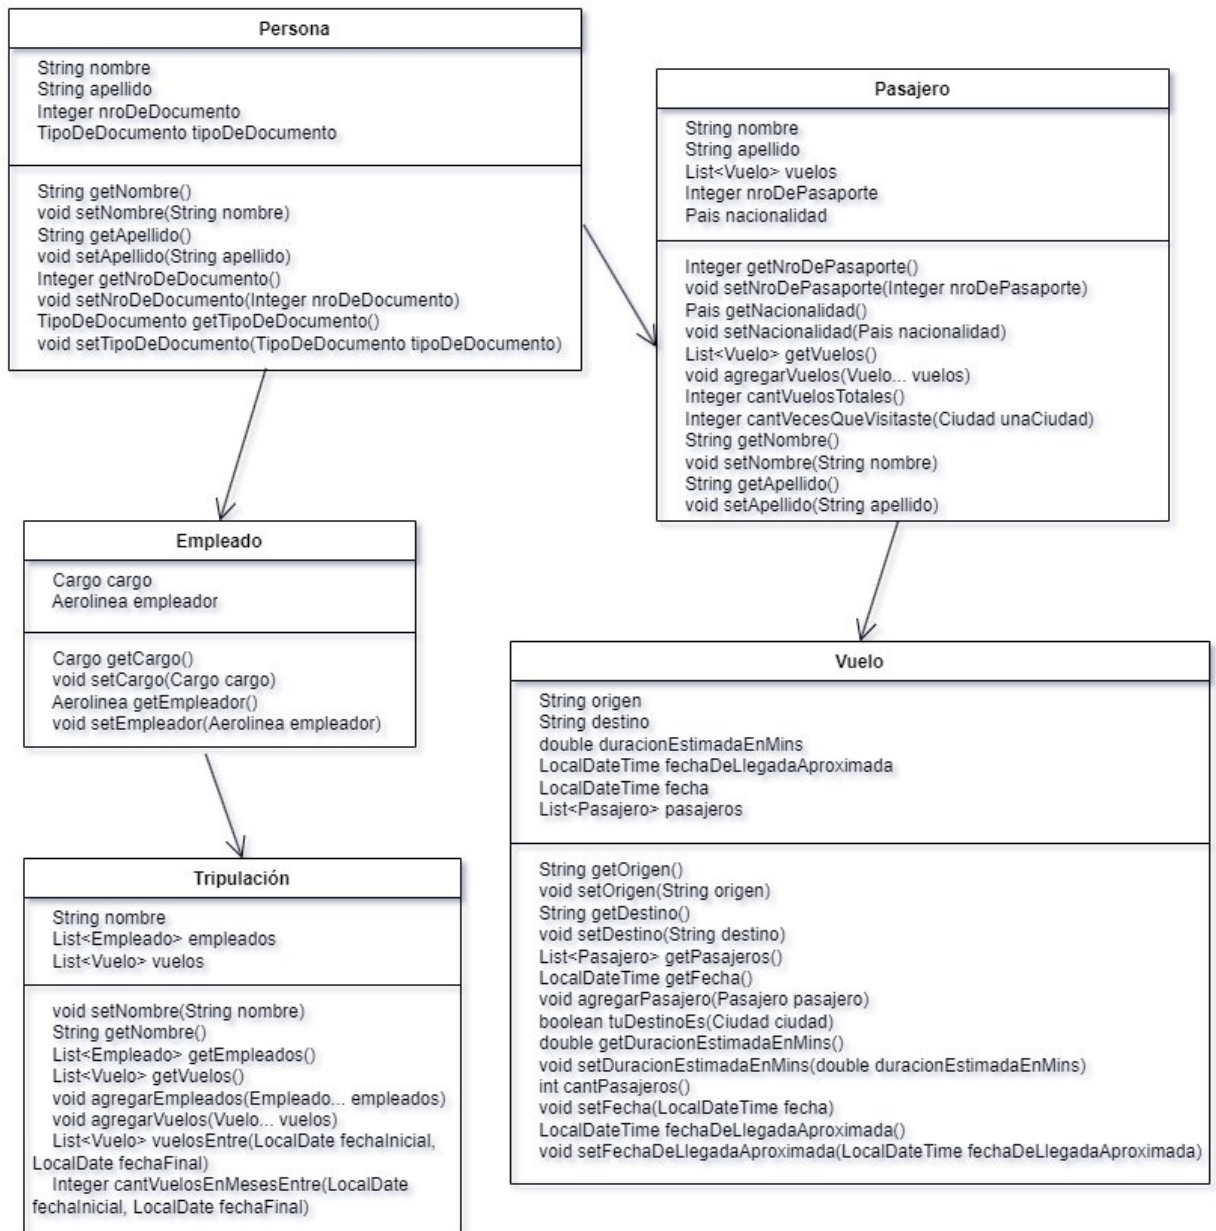 Persona
String nombre
String apellido
Integer nroDeDocumento
TipoDeDocumento tipoDeDocumento
String getNombre()
void setNombre(String nombre)
String getApellido()
void setApellido(String apellido)
Integer getNroDeDocumento()
void setNroDeDocumento(Integer nroDeDocumento)
TipoDeDocumento getTipoDeDocumento()
void setTipoDeDocumento(TipoDeDocumento tipoDeDocumento)
Pasajero
String nombre
String apellido
List<Vuelo> vuelos
Integer nroDePasaporte
Pais nacionalidad
Integer getNroDePasaporte()
void setNroDePasaporte(Integer nroDePasaporte)
Pais getNacionalidad()
void setNacionalidad(Pais nacionalidad)
List<Vuelo> getVuelos()
void agregarVuelos(Vuelo... vuelos)
Integer cantVuelosTotales()
Integer cantVecesQueVisitaste(Ciudad unaCiudad)
String getNombre()
void setNombre(String nombre)
String getApellido()
void setApellido(String apellido)
Empleado
Cargo cargo
Aerolinea empleador
Cargo getCargo()
void setCargo(Cargo cargo)
Aerolinea getEmpleador()
void setEmpleador(Aerolinea empleador)
Vuelo
String origen
String destino
double duracionEstimadaEnMins
LocalDateTime fechaDeLlegadaAproximada
LocalDateTime fecha
List<Pasajero> pasajeros
String getOrigen()
void setOrigen(String origen)
String getDestino()
void setDestino(String destino)
List<Pasajero> getPasajeros()
LocalDateTime getFecha()
void agregarPasajero(Pasajero pasajero)
boolean tuDestinoEs(Ciudad ciudad)
double getDuracionEstimadaEnMins()
void setDuracionEstimadaEnMins(double duracionEstimadaEnMins)
int cantPasajeros()
void setFecha(LocalDateTime fecha)
LocalDateTime fechaDeLlegadaAproximada()
void setFechaDeLlegadaAproximada(LocalDateTime fechaDeLlegadaAproximada)
Tripulación
String nombre
List<Empleado> empleados
List<Vuelo> vuelos
void setNombre(String nombre)
String getNombre()
List<Empleado> getEmpleados()
List<Vuelo> getVuelos()
void agregarEmpleados(Empleado... empleados)
void agregarVuelos(Vuelo... vuelos)
List<Vuelo> vuelosEntre(LocalDate fechaInicial,
LocalDate fechaFinal)
Integer cantVuelosEnMesesEntre(LocalDate
fechaInicial, LocalDate fechaFinal)